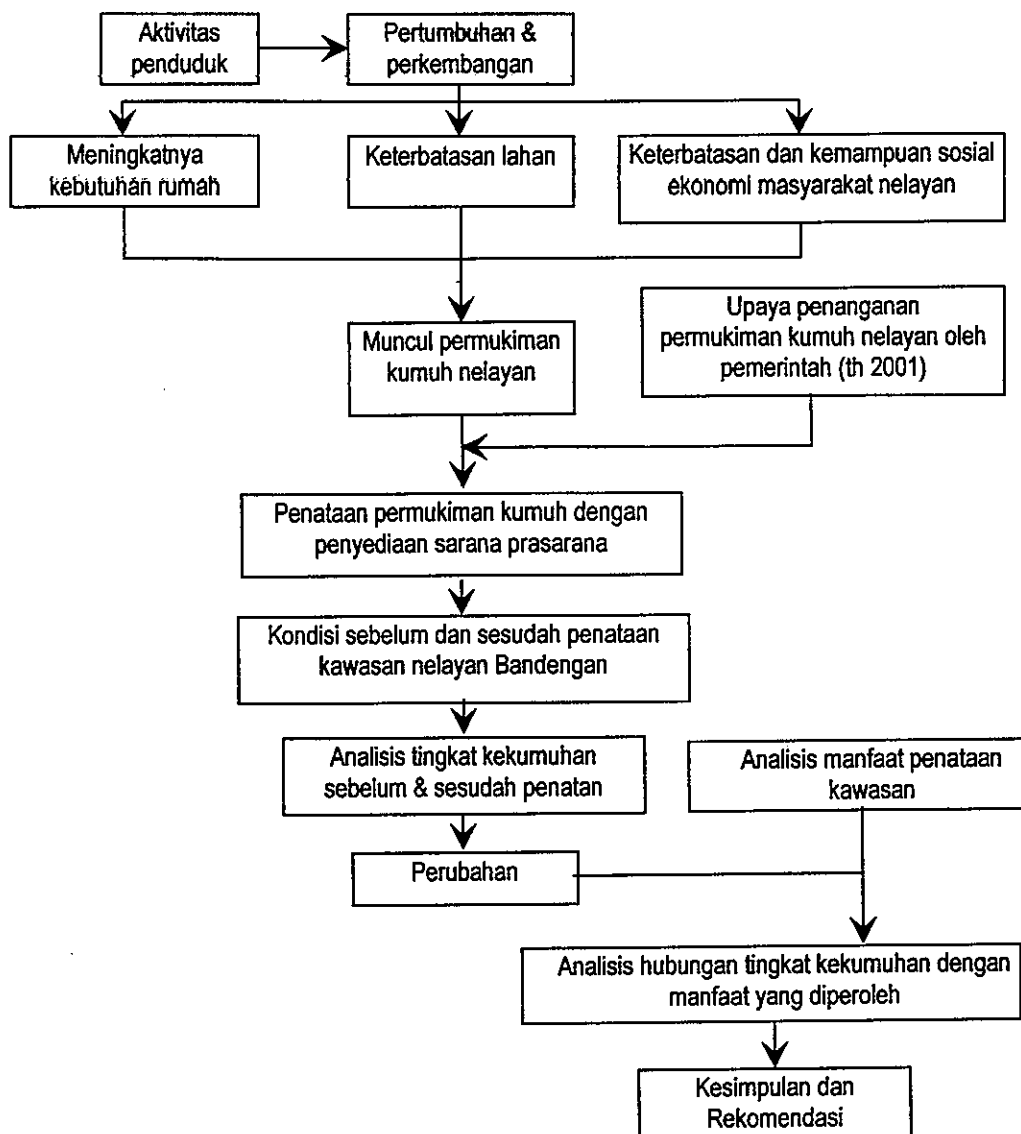 Aktivitas
penduduk
Pertumbuhan &
perkembangan
Meningkatnya
kebutuhan rumah
Keterbatasan lahan
Keterbatasan dan kemampuan sosial
ekonomi masyarakat nelayan
Upaya penanganan
permukiman kumuh nelayan oleh
pemerintah (th 2001)
Muncul permukiman
kumuh nelayan
Penataan permukiman kumuh dengan
penyediaan sarana prasarana
Kondisi sebelum dan sesudah penataan
kawasan nelayan Bandengan
Analisis tingkat kekumuhan
sebelum & sesudah penatan
Analisis manfaat penataan
kawasan
Perubahan
Analisis hubungan tingkat kekumuhan dengan
manfaat yang diperoleh
Kesimpulan dan
Rekomendasi